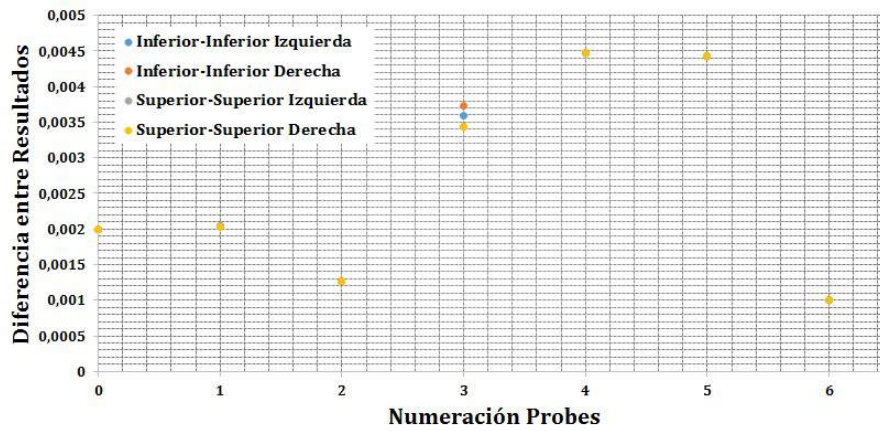 Diferencia entre Resultados
0,005
0,0045
0,004
0,0035
0,003
0,0025
0,002
0,0015
0,001
0,0005
0
Inferior-Inferior Izquierda
Inferior-Inferior Derecha
Superior-Superior Izquierda
Superior-Superior Derecha
0 1 2 3 4 5 6
Numeración Probes